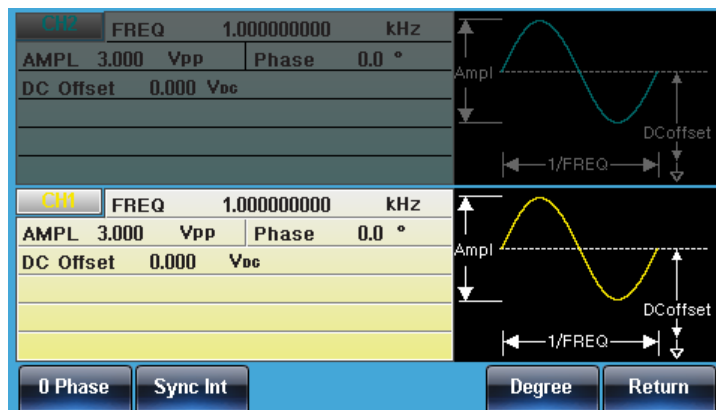 CH2 FREQ 1.000000000 kHz
AMPL 3.000 Vpp Phase 0.0 °
DC Offset 0.000 VDC
Ampl
DCoffset
1/FREQ
CH1 FREQ 1.000000000 kHz
AMPL 3.000 Vpp Phase 0.0 °
DC Offset 0.000 VDC
Ampl
DCoffset
1/FREQ
0 Phase Sync Int Degree Return